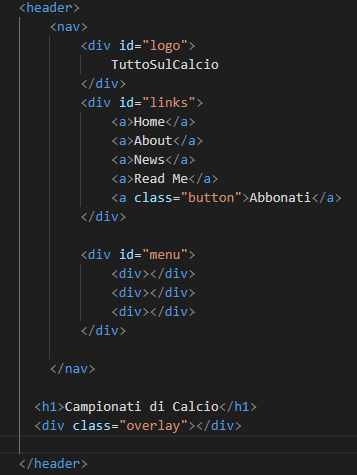 <header>
<nav>
<div id="logo">
TuttoSulCalcio
</div>
<div id="links">
<a>Home</a>
<a>About</a>
<a>News</a>
<a>Read Me</a>
<a class="button">Abbonati</a>
</div>
<div id="menu">
<div></div>
<div></div>
<div></div>
</div>
</nav>
<h1>Campionati di Calcio</h1>
<div class="overlay"></div>
</header>